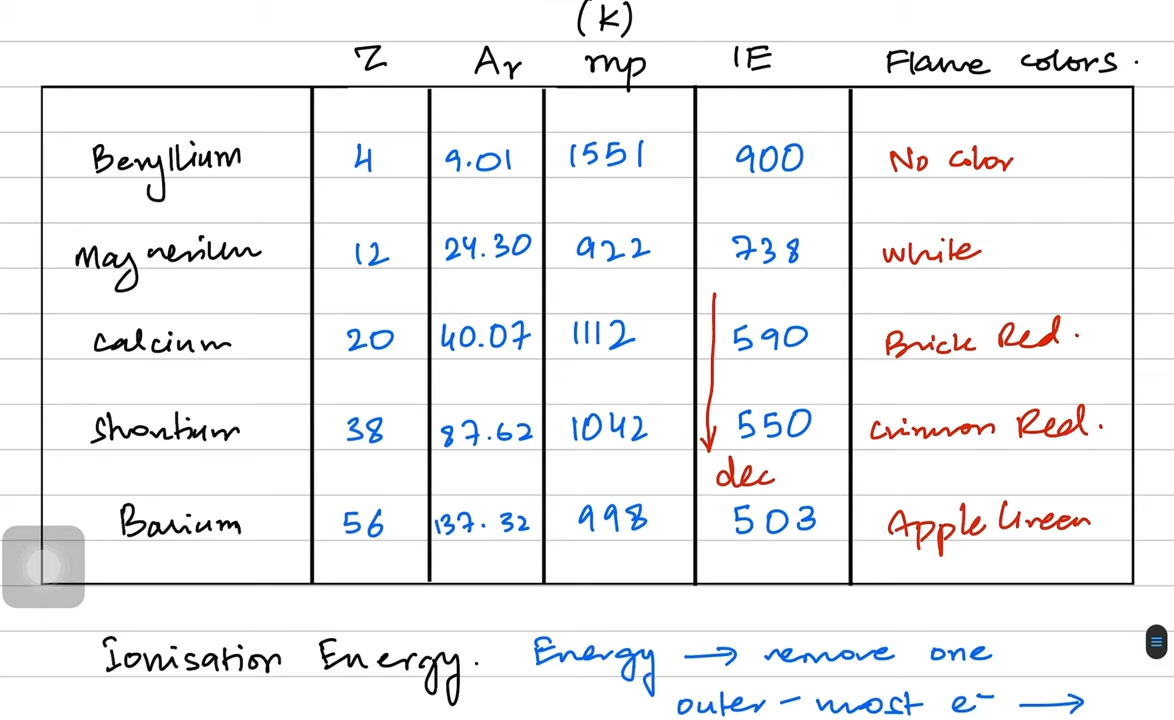 (K)
Z Ar mp IE Flame colors.
Beryllium 4 9.01 1551 900 No color
Magnesium 12 24.30 922 738 white
Calcium 20 40.07 1112 590 Brick Red.
Strontium 38 87.62 1042 550 Crimson Red.
dec
Barium 56 137.32 998 503 Apple Green
Ionisation Energy. Energy → remove one
outer-most e⁻ →